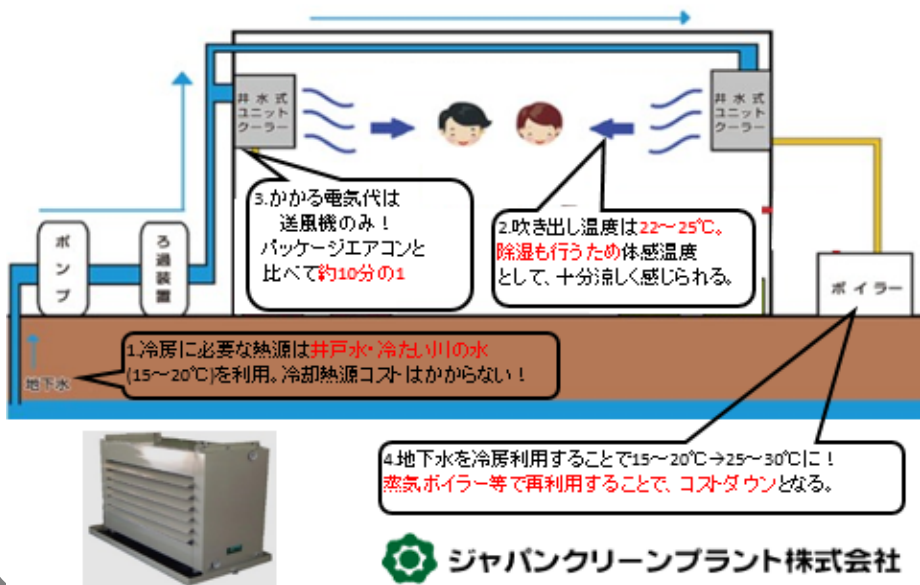 井水式
ユニット
クーラー
井水式
ユニット
クーラー
3.かかる電気代は
送風機のみ！
パッケージエアコンと
比べて約10分の1
2.吹き出し温度は22～25℃。
除湿も行うため体感温度
として、十分涼しく感じられる。
ポンプ
ろ過装置
ボイラー
1.冷房に必要な熱源は井戸水・冷たい川の水
(15～20℃)を利用。冷却熱源コストはかからない！
地下水
4.地下水を冷房利用することで15～20℃→25～30℃に！
蒸気ボイラー等で再利用することで、コストダウンとなる。
ジャパンクリーンプラント株式会社